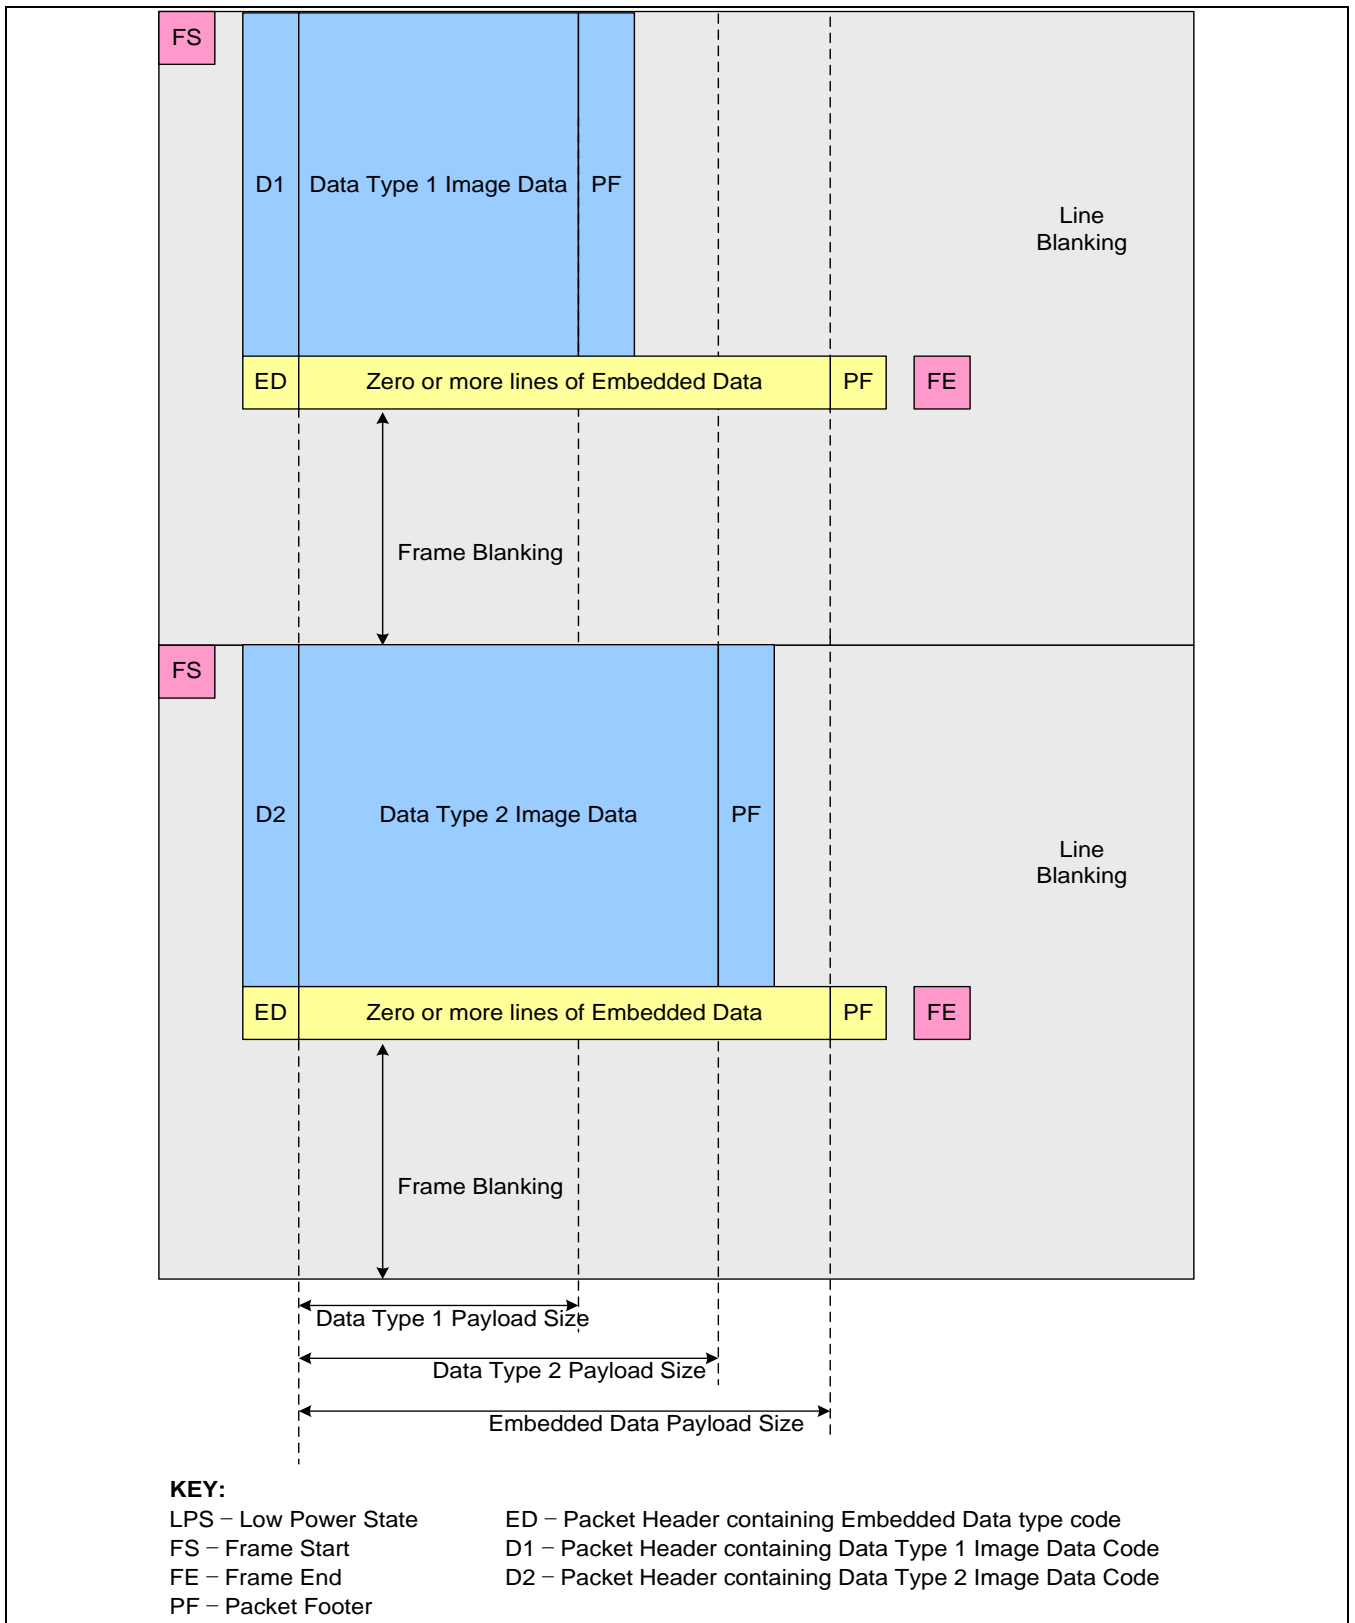 FS
D1 Data Type 1 Image Data PF
Line
Blanking
ED Zero or more lines of Embedded Data PF FE
Frame Blanking
FS
D2 Data Type 2 Image Data PF
Line
Blanking
ED Zero or more lines of Embedded Data PF FE
Frame Blanking
Data Type 1 Payload Size
Data Type 2 Payload Size
Embedded Data Payload Size
KEY:
LPS – Low Power State ED – Packet Header containing Embedded Data type code
FS – Frame Start D1 – Packet Header containing Data Type 1 Image Data Code
FE – Frame End D2 – Packet Header containing Data Type 2 Image Data Code
PF – Packet Footer